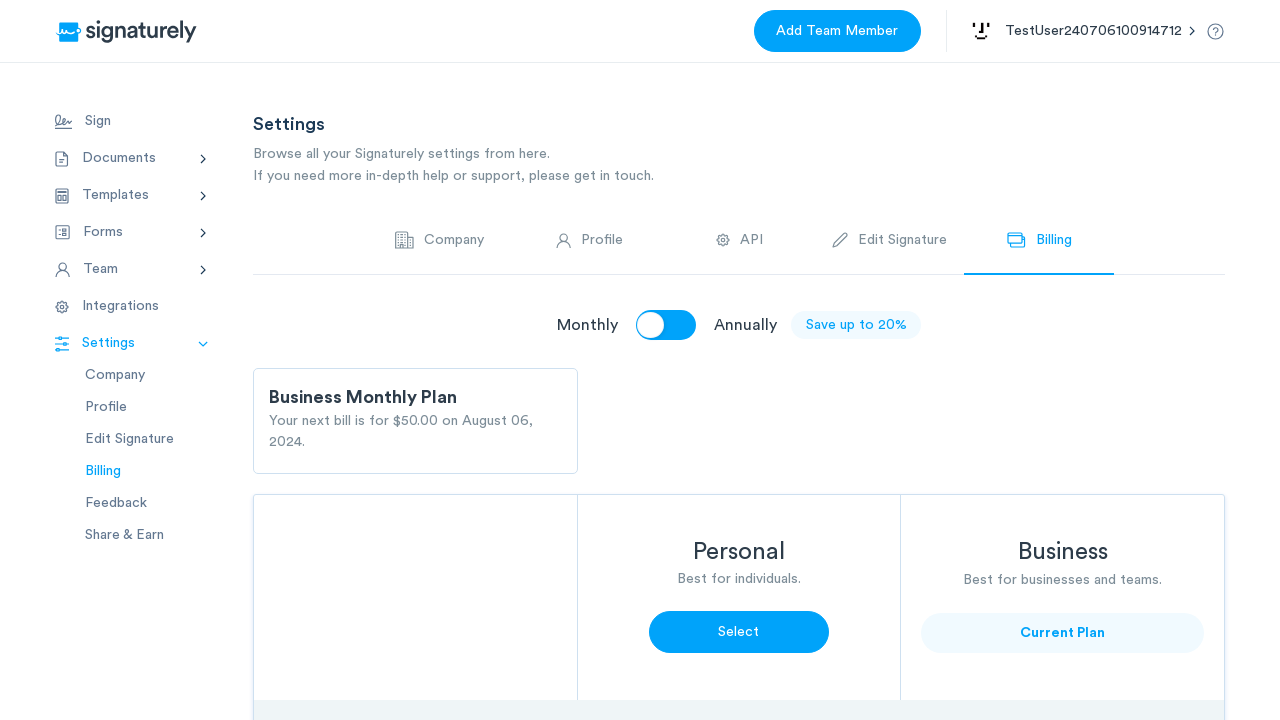 signaturely
Add Team Member
TestUser240706100914712
Sign
Documents
Templates
Forms
Team
Integrations
Settings
Company
Profile
Edit Signature
Billing
Feedback
Share & Earn
Settings
Browse all your Signaturely settings from here.
If you need more in-depth help or support, please get in touch.
Company
Profile
API
Edit Signature
Billing
Monthly
Annually
Save up to 20%
Business Monthly Plan
Your next bill is for $50.00 on August 06,
2024.
Personal
Best for individuals.
Select
Business
Best for businesses and teams.
Current Plan